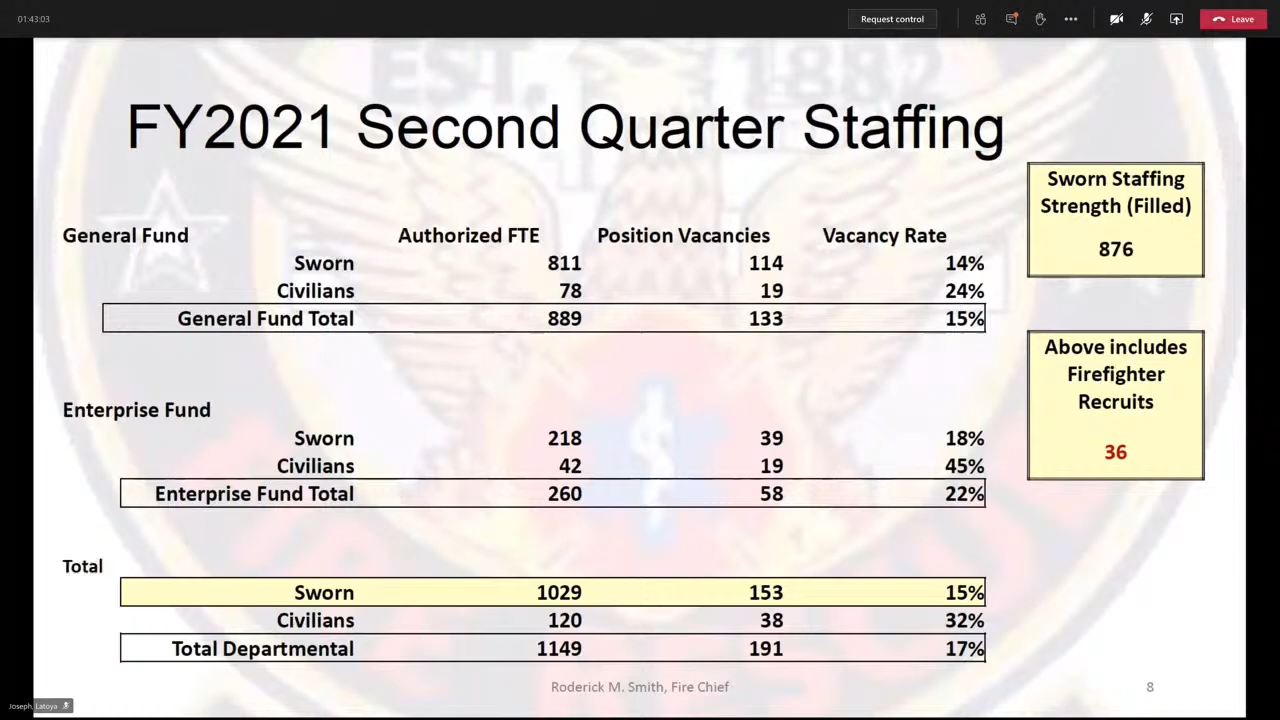 01:43:03
Request control
Leave
EST. 1882
FY2021 Second Quarter Staffing
Sworn Staffing
Strength (Filled)
876
General Fund Authorized FTE Position Vacancies Vacancy Rate
Sworn 811 114 14%
Civilians 78 19 24%
General Fund Total 889 133 15%
Above includes
Firefighter
Recruits
36
Enterprise Fund
Sworn 218 39 18%
Civilians 42 19 45%
Enterprise Fund Total 260 58 22%
Total
Sworn 1029 153 15%
Civilians 120 38 32%
Total Departmental 1149 191 17%
Roderick M. Smith, Fire Chief 8
Joseph, Latoya